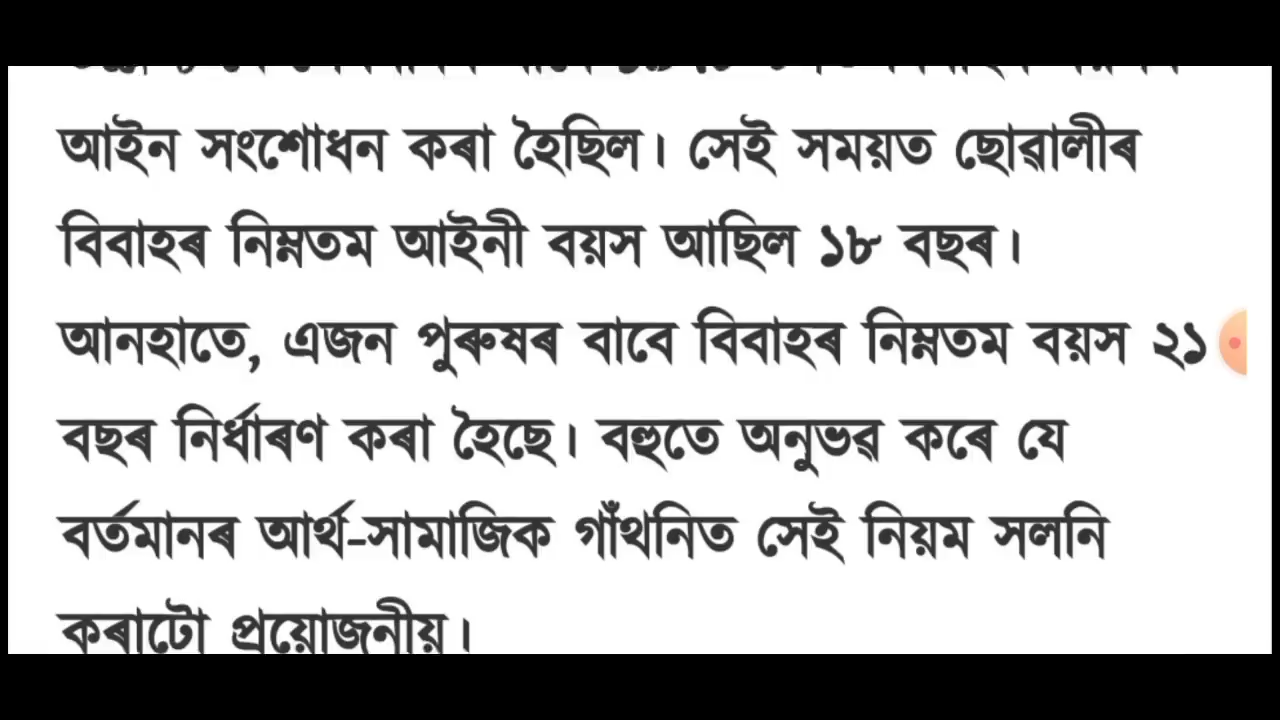 আইন সংশোধন কৰা হৈছিল। সেই সময়ত ছোৱালীৰ
বিবাহৰ নিম্নতম আইনী বয়স আছিল ১৮ বছৰ।
আনহাতে, এজন পুৰুষৰ বাবে বিবাহৰ নিম্নতম বয়স ২১
বছৰ নিৰ্ধাৰণ কৰা হৈছে। বহুতে অনুভৱ কৰে যে
বৰ্তমানৰ আৰ্থ-সামাজিক গাঁথনিত সেই নিয়ম সলনি
কৰাটো প্ৰয়োজনীয়।